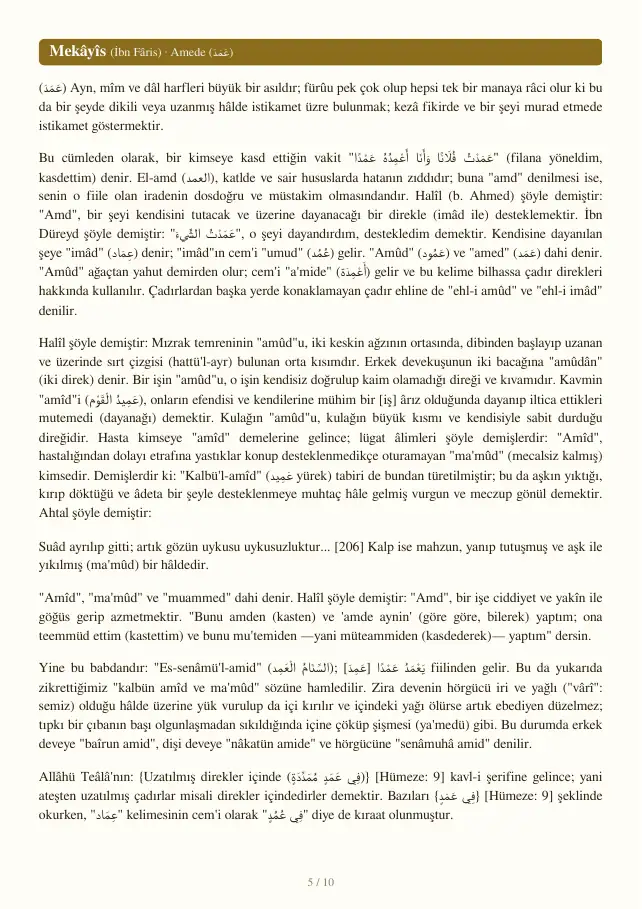 Mekâyîs (İbn Fâris) · Amede (عَمَدَ)
(عَمَدَ) Ayn, mîm ve dâl harfleri büyük bir asıldır; fürûu pek çok olup hepsi tek bir manaya râci olur ki bu
da bir şeyde dikili veya uzanmış hâlde istikamet üzre bulunmak; kezâ fikirde ve bir şeyi murad etmede
istikamet göstermektir.
Bu cümleden olarak, bir kimseye kasd ettiğin vakit "عَمَدْتُ فُلَانًا وَأَنَا أَعْمِدُهُ عَمْدًا" (filana yöneldim,
kasdettim) denir. El-amd (العمد), katlde ve sair hususlarda hatanın zıddıdır; buna "amd" denilmesi ise,
senin o fiile olan iradenin dosdoğru ve müstakim olmasındandır. Halîl (b. Ahmed) şöyle demiştir:
"Amd", bir şeyi kendisini tutacak ve üzerine dayanacağı bir direkle (imâd ile) desteklemektir. İbn
Düreyd şöyle demiştir: "عَمَدْتُ الشَّيْءَ", o şeyi dayandırdım, destekledim demektir. Kendisine dayanılan
şeye "imâd" (عِمَاد) denir; "imâd"ın cem'i "umud" (عُمُد) gelir. "Amûd" (عَمُود) ve "amed" (عَمَد) dahi denir.
"Amûd" ağaçtan yahut demirden olur; cem'i "a'mide" (أَعْمِدَة) gelir ve bu kelime bilhassa çadır direkleri
hakkında kullanılır. Çadırlardan başka yerde konaklamayan çadır ehline de "ehl-i amûd" ve "ehl-i imâd"
denilir.
Halîl şöyle demiştir: Mızrak temreninin "amûd"u, iki keskin ağzının ortasında, dibinden başlayıp uzanan
ve üzerinde sırt çizgisi (hattü'l-ayr) bulunan orta kısımdır. Erkek devekuşunun iki bacağına "amûdân"
(iki direk) denir. Bir işin "amûd"u, o işin kendisiz doğrulup kaim olamadığı direği ve kıvamıdır. Kavmin
"amîd"i (عَمِيدُ الْقَوْمِ), onların efendisi ve kendilerine mühim bir [iş] ârız olduğunda dayanıp iltica ettikleri
mutemedi (dayanağı) demektir. Kulağın "amûd"u, kulağın büyük kısmı ve kendisiyle sabit durduğu
direğidir. Hasta kimseye "amîd" demelerine gelince; lügat âlimleri şöyle demişlerdir: "Amîd",
hastalığından dolayı etrafına yastıklar konup desteklenmedikçe oturamayan "ma'mûd" (mecalsiz kalmış)
kimsedir. Demişlerdir ki: "Kalbü'l-amîd" (عَمِيد yürek) tabiri de bundan türetilmiştir; bu da aşkın yıktığı,
kırıp döktüğü ve âdeta bir şeyle desteklenmeye muhtaç hâle gelmiş vurgun ve meczup gönül demektir.
Ahtal şöyle demiştir:
Suâd ayrılıp gitti; artık gözün uykusu uykusuzluktur... [206] Kalp ise mahzun, yanıp tutuşmuş ve aşk ile
yıkılmış (ma'mûd) bir hâldedir.
"Amîd", "ma'mûd" ve "muammed" dahi denir. Halîl şöyle demiştir: "Amd", bir işe ciddiyet ve yakîn ile
göğüs gerip azmetmektir. "Bunu amden (kasten) ve 'amde aynin' (göre göre, bilerek) yaptım; ona
teemmüd ettim (kastettim) ve bunu mu'temiden —yani müteammiden (kasdederek)— yaptım" dersin.
Yine bu babdandır: "Es-senâmü'l-amid" (السَّنَامُ الْعَمِد); [عَمِدَ] يَعْمَدُ عَمْدًا fiilinden gelir. Bu da yukarıda
zikrettiğimiz "kalbün amîd ve ma'mûd" sözüne hamledilir. Zira devenin hörgücü iri ve yağlı ("vârî":
semiz) olduğu hâlde üzerine yük vurulup da içi kırılır ve içindeki yağı ölürse artık ebediyen düzelmez;
tıpkı bir çıbanın başı olgunlaşmadan sıkıldığında içine çöküp şişmesi (ya'medü) gibi. Bu durumda erkek
deveye "baîrun amid", dişi deveye "nâkatün amide" ve hörgücüne "senâmuhâ amid" denilir.
Allâhü Teâlâ'nın: {Uzatılmış direkler içinde (فِي عَمَدٍ مُمَدَّدَةٍ)} [Hümeze: 9] kavl-i şerifine gelince; yani
ateşten uzatılmış çadırlar misali direkler içindedirler demektir. Bazıları {فِي عَمَدٍ} [Hümeze: 9] şeklinde
okurken, "عِمَاد" kelimesinin cem'i olarak "فِي عُمُدٍ" diye de kıraat olunmuştur.
5 / 10